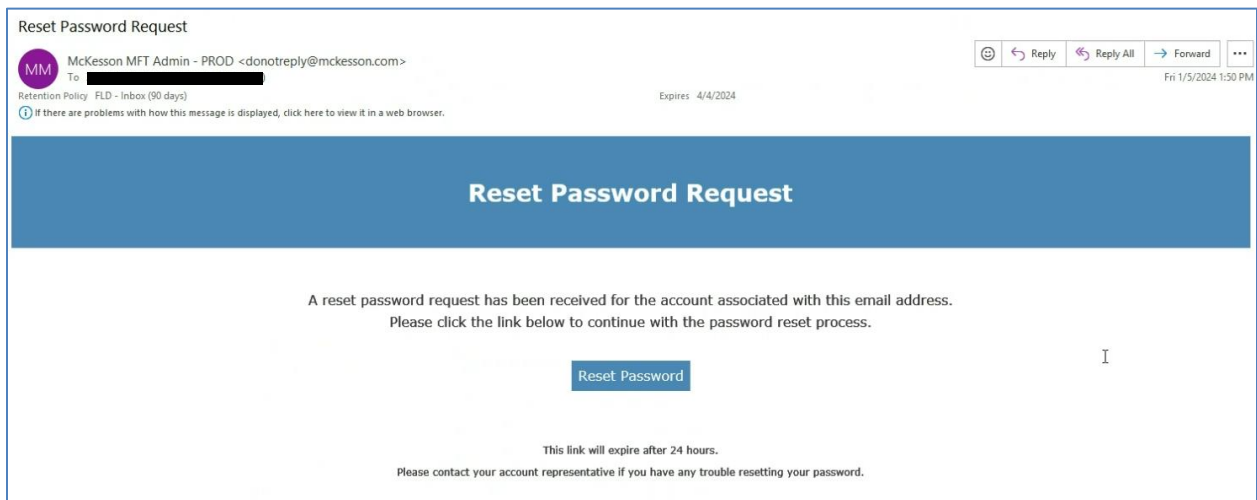 Reset Password Request
MM
McKesson MFT Admin - PROD <donotreply@mckesson.com>
To
Reply
Reply All
Forward
Fri 1/5/2024 1:50 PM
Retention Policy FLD - Inbox (90 days)
Expires 4/4/2024
If there are problems with how this message is displayed, click here to view it in a web browser.
Reset Password Request
A reset password request has been received for the account associated with this email address.
Please click the link below to continue with the password reset process.
Reset Password
This link will expire after 24 hours.
Please contact your account representative if you have any trouble resetting your password.